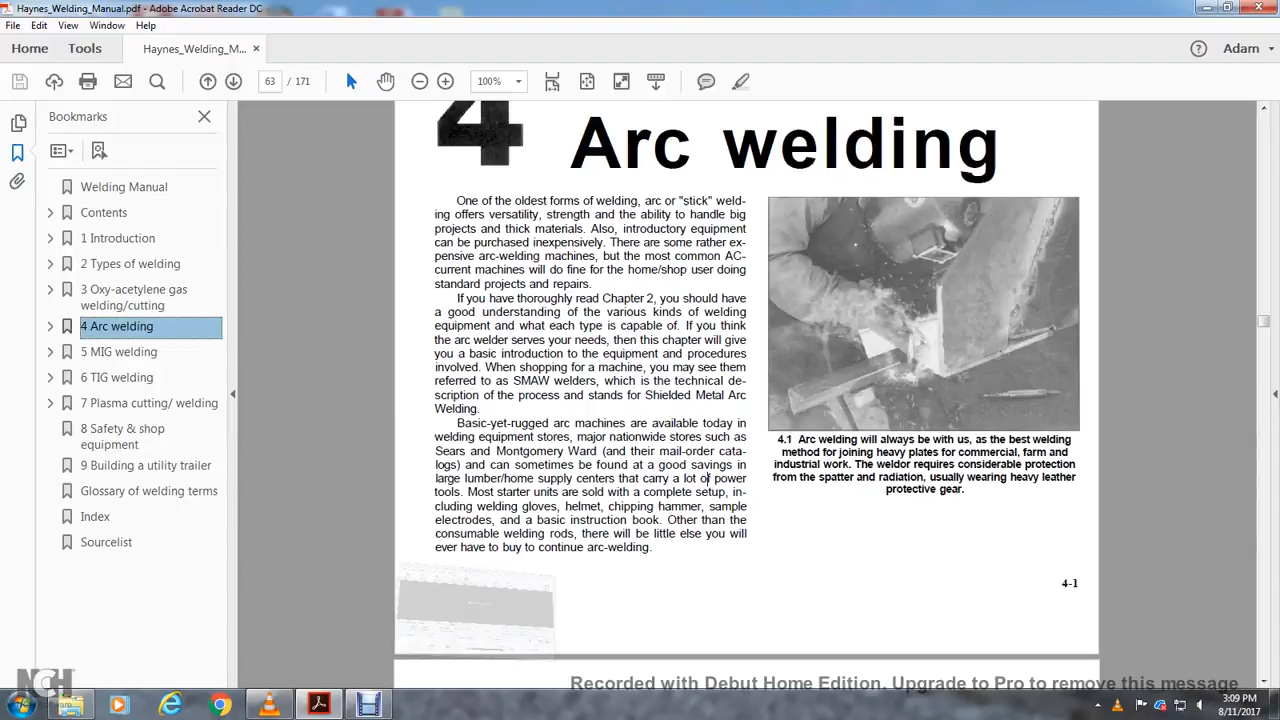 Haynes_Welding_Manual.pdf - Adobe Acrobat Reader DC
File Edit View Window Help
Home Tools Haynes_Welding_M... × Adam
63 / 171 100%
Bookmarks
Welding Manual
Contents
1 Introduction
2 Types of welding
3 Oxy-acetylene gas
welding/cutting
4 Arc welding
5 MIG welding
6 TIG welding
7 Plasma cutting/ welding
8 Safety & shop
equipment
9 Building a utility trailer
Glossary of welding terms
Index
Sourcelist
4 Arc welding
One of the oldest forms of welding, arc or "stick" weld-
ing offers versatility, strength and the ability to handle big
projects and thick materials. Also, introductory equipment
can be purchased inexpensively. There are some rather ex-
pensive arc-welding machines, but the most common AC-
current machines will do fine for the home/shop user doing
standard projects and repairs.
If you have thoroughly read Chapter 2, you should have
a good understanding of the various kinds of welding
equipment and what each type is capable of. If you think
the arc welder serves your needs, then this chapter will give
you a basic introduction to the equipment and procedures
involved. When shopping for a machine, you may see them
referred to as SMAW welders, which is the technical de-
scription of the process and stands for Shielded Metal Arc
Welding.
Basic-yet-rugged arc machines are available today in
welding equipment stores, major nationwide stores such as
Sears and Montgomery Ward (and their mail-order cata-
logs) and can sometimes be found at a good savings in
large lumber/home supply centers that carry a lot of power
tools. Most starter units are sold with a complete setup, in-
cluding welding gloves, helmet, chipping hammer, sample
electrodes, and a basic instruction book. Other than the
consumable welding rods, there will be little else you will
ever have to buy to continue arc-welding.
4.1 Arc welding will always be with us, as the best welding
method for joining heavy plates for commercial, farm and
industrial work. The weldor requires considerable protection
from the spatter and radiation, usually wearing heavy leather
protective gear.
4-1
NCH
Recorded with Debut Home Edition. Upgrade to Pro to remove this message
3:09 PM
8/11/2017